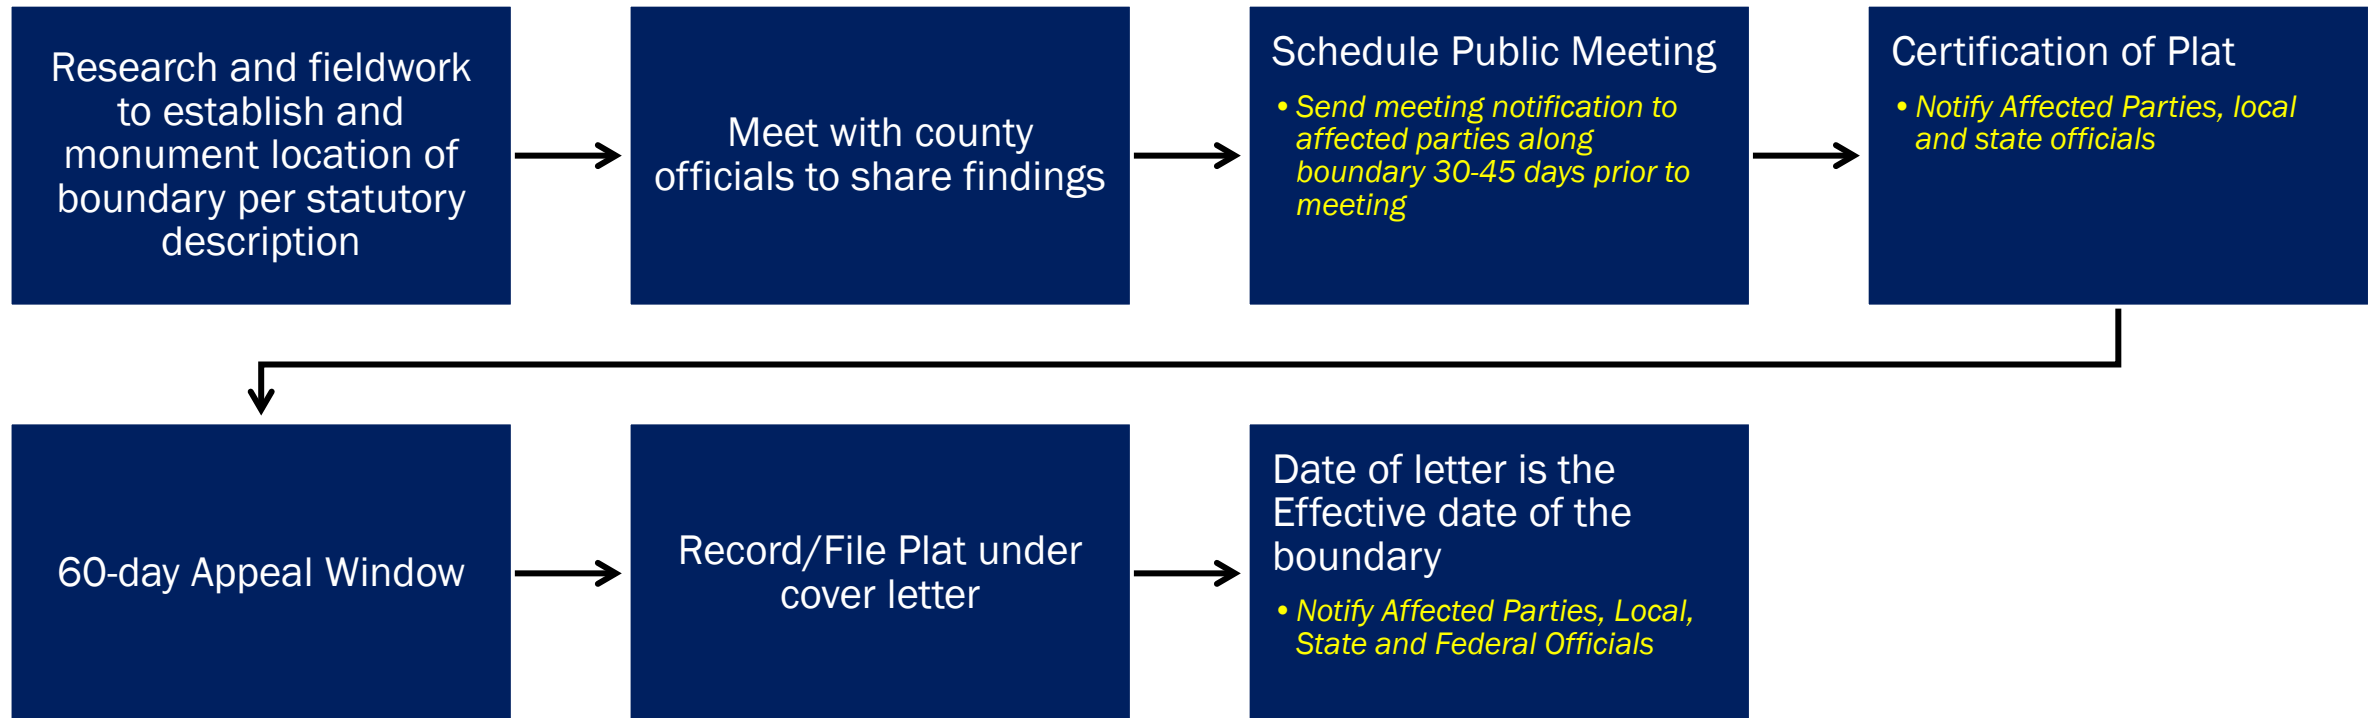 Research and fieldwork
to establish and
monument location of
boundary per statutory
description
Meet with county
officials to share findings
Schedule Public Meeting
• Send meeting notification to
affected parties along
boundary 30-45 days prior to
meeting
Certification of Plat
• Notify Affected Parties, local
and state officials
60-day Appeal Window
Record/File Plat under
cover letter
Date of letter is the
Effective date of the
boundary
• Notify Affected Parties, Local,
State and Federal Officials